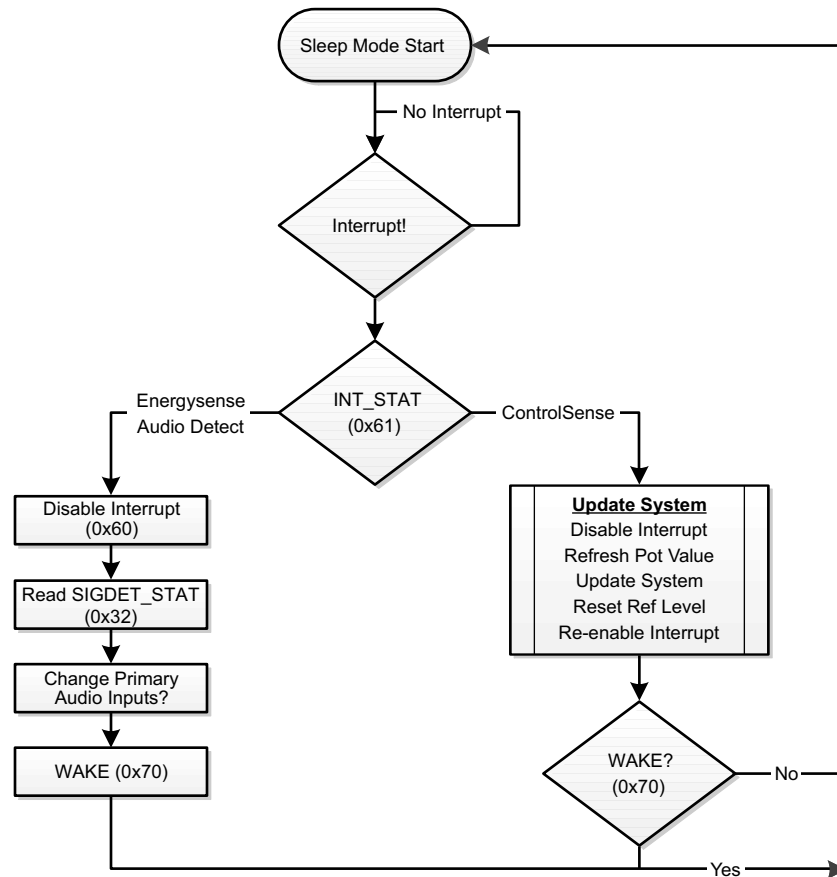 Sleep Mode Start
No Interrupt
Interrupt!
INT_STAT
(0x61)
Energysense
Audio Detect
ControlSense
Disable Interrupt
(0x60)
Read SIGDET_STAT
(0x32)
Change Primary
Audio Inputs?
WAKE (0x70)
Update System
Disable Interrupt
Refresh Pot Value
Update System
Reset Ref Level
Re-enable Interrupt
WAKE?
(0x70)
No
Yes